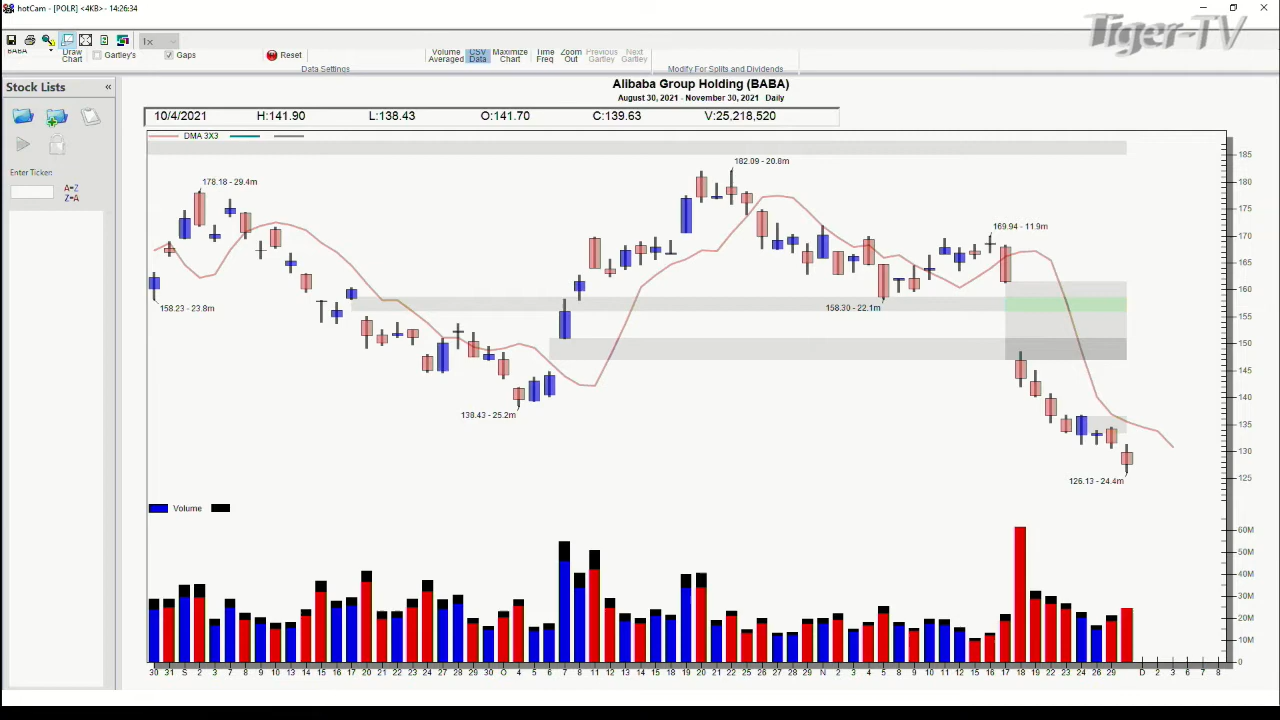 hotCam - [POLR] <4KB> - 14:26:34
Tiger-TV
1x
BABA
Draw Chart
Gartley's
Gaps
Reset
Volume Averaged
CSV Data
Maximize Chart
Time Freq
Zoom Out
Previous Gartley
Next Gartley
Data Settings
Modify For Splits and Dividends
Stock Lists «
Enter Ticker:
A=Z
Z=A
Alibaba Group Holding (BABA)
August 30, 2021 - November 30, 2021 Daily
10/4/2021 H:141.90 L:138.43 O:141.70 C:139.63 V:25,218,520
DMA 3X3
185
182.09 - 20.8m
178.18 - 29.4m
180
175
169.94 - 11.9m
170
165
160
158.23 - 23.8m
158.30 - 22.1m
155
150
145
140
138.43 - 25.2m
135
130
126.13 - 24.4m
125
Volume
60M
50M
40M
30M
20M
10M
0
30 31 S 2 3 7 8 9 10 13 14 15 16 17 20 21 22 23 24 27 28 29 30 O 4 5 6 7 8 11 12 13 14 15 18 19 20 21 22 25 26 27 28 29 N 2 3 4 5 8 9 10 11 12 15 16 17 18 19 22 23 24 26 29 D 2 3 6 7 8